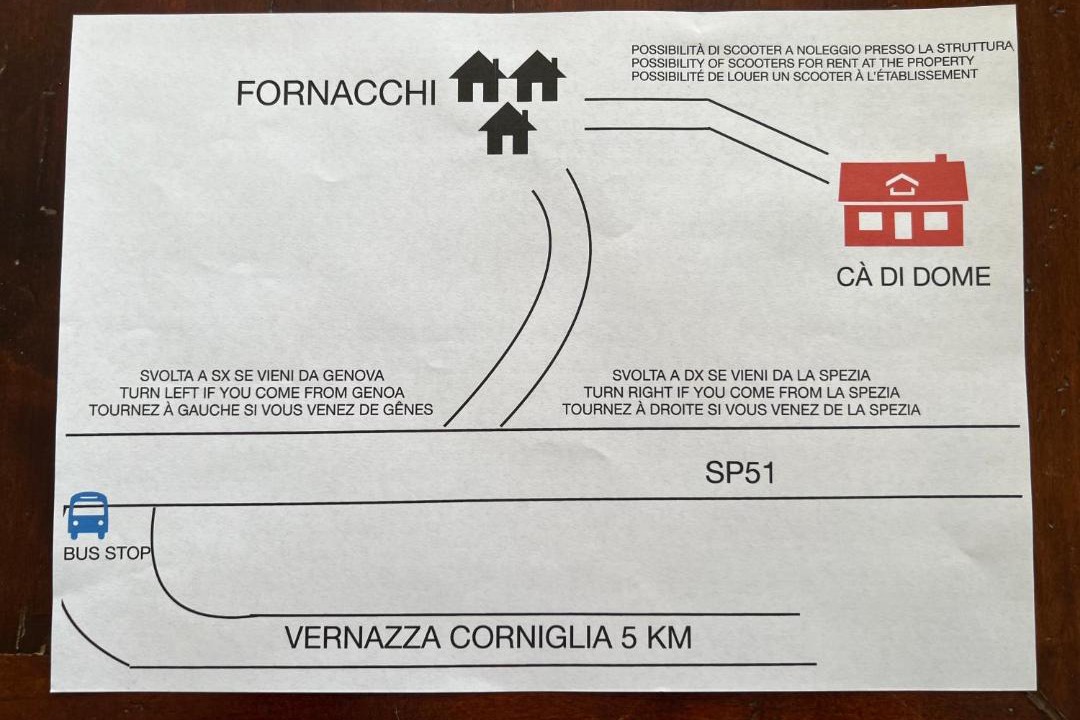 POSSIBILITÀ DI SCOOTER A NOLEGGIO PRESSO LA STRUTTURA
POSSIBILITY OF SCOOTERS FOR RENT AT THE PROPERTY
POSSIBILITÉ DE LOUER UN SCOOTER À L'ÉTABLISSEMENT
FORNACCHI
CÀ DI DOME
SVOLTA A SX SE VIENI DA GENOVA
TURN LEFT IF YOU COME FROM GENOA
TOURNEZ À GAUCHE SI VOUS VENEZ DE GÊNES
SVOLTA A DX SE VIENI DA LA SPEZIA
TURN RIGHT IF YOU COME FROM LA SPEZIA
TOURNEZ À DROITE SI VOUS VENEZ DE LA SPEZIA
SP51
BUS STOP
VERNAZZA CORNIGLIA 5 KM